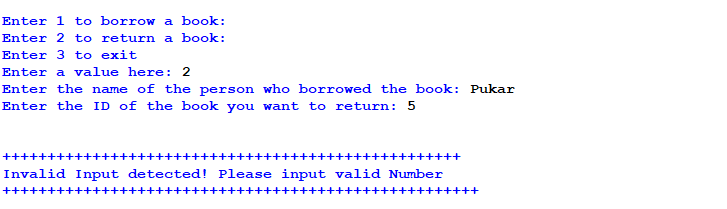 Enter 1 to borrow a book:
Enter 2 to return a book:
Enter 3 to exit
Enter a value here: 2
Enter the name of the person who borrowed the book: Pukar
Enter the ID of the book you want to return: 5
+++++++++++++++++++++++++++++++++++++++++++++++++++
Invalid Input detected! Please input valid Number
+++++++++++++++++++++++++++++++++++++++++++++++++++++